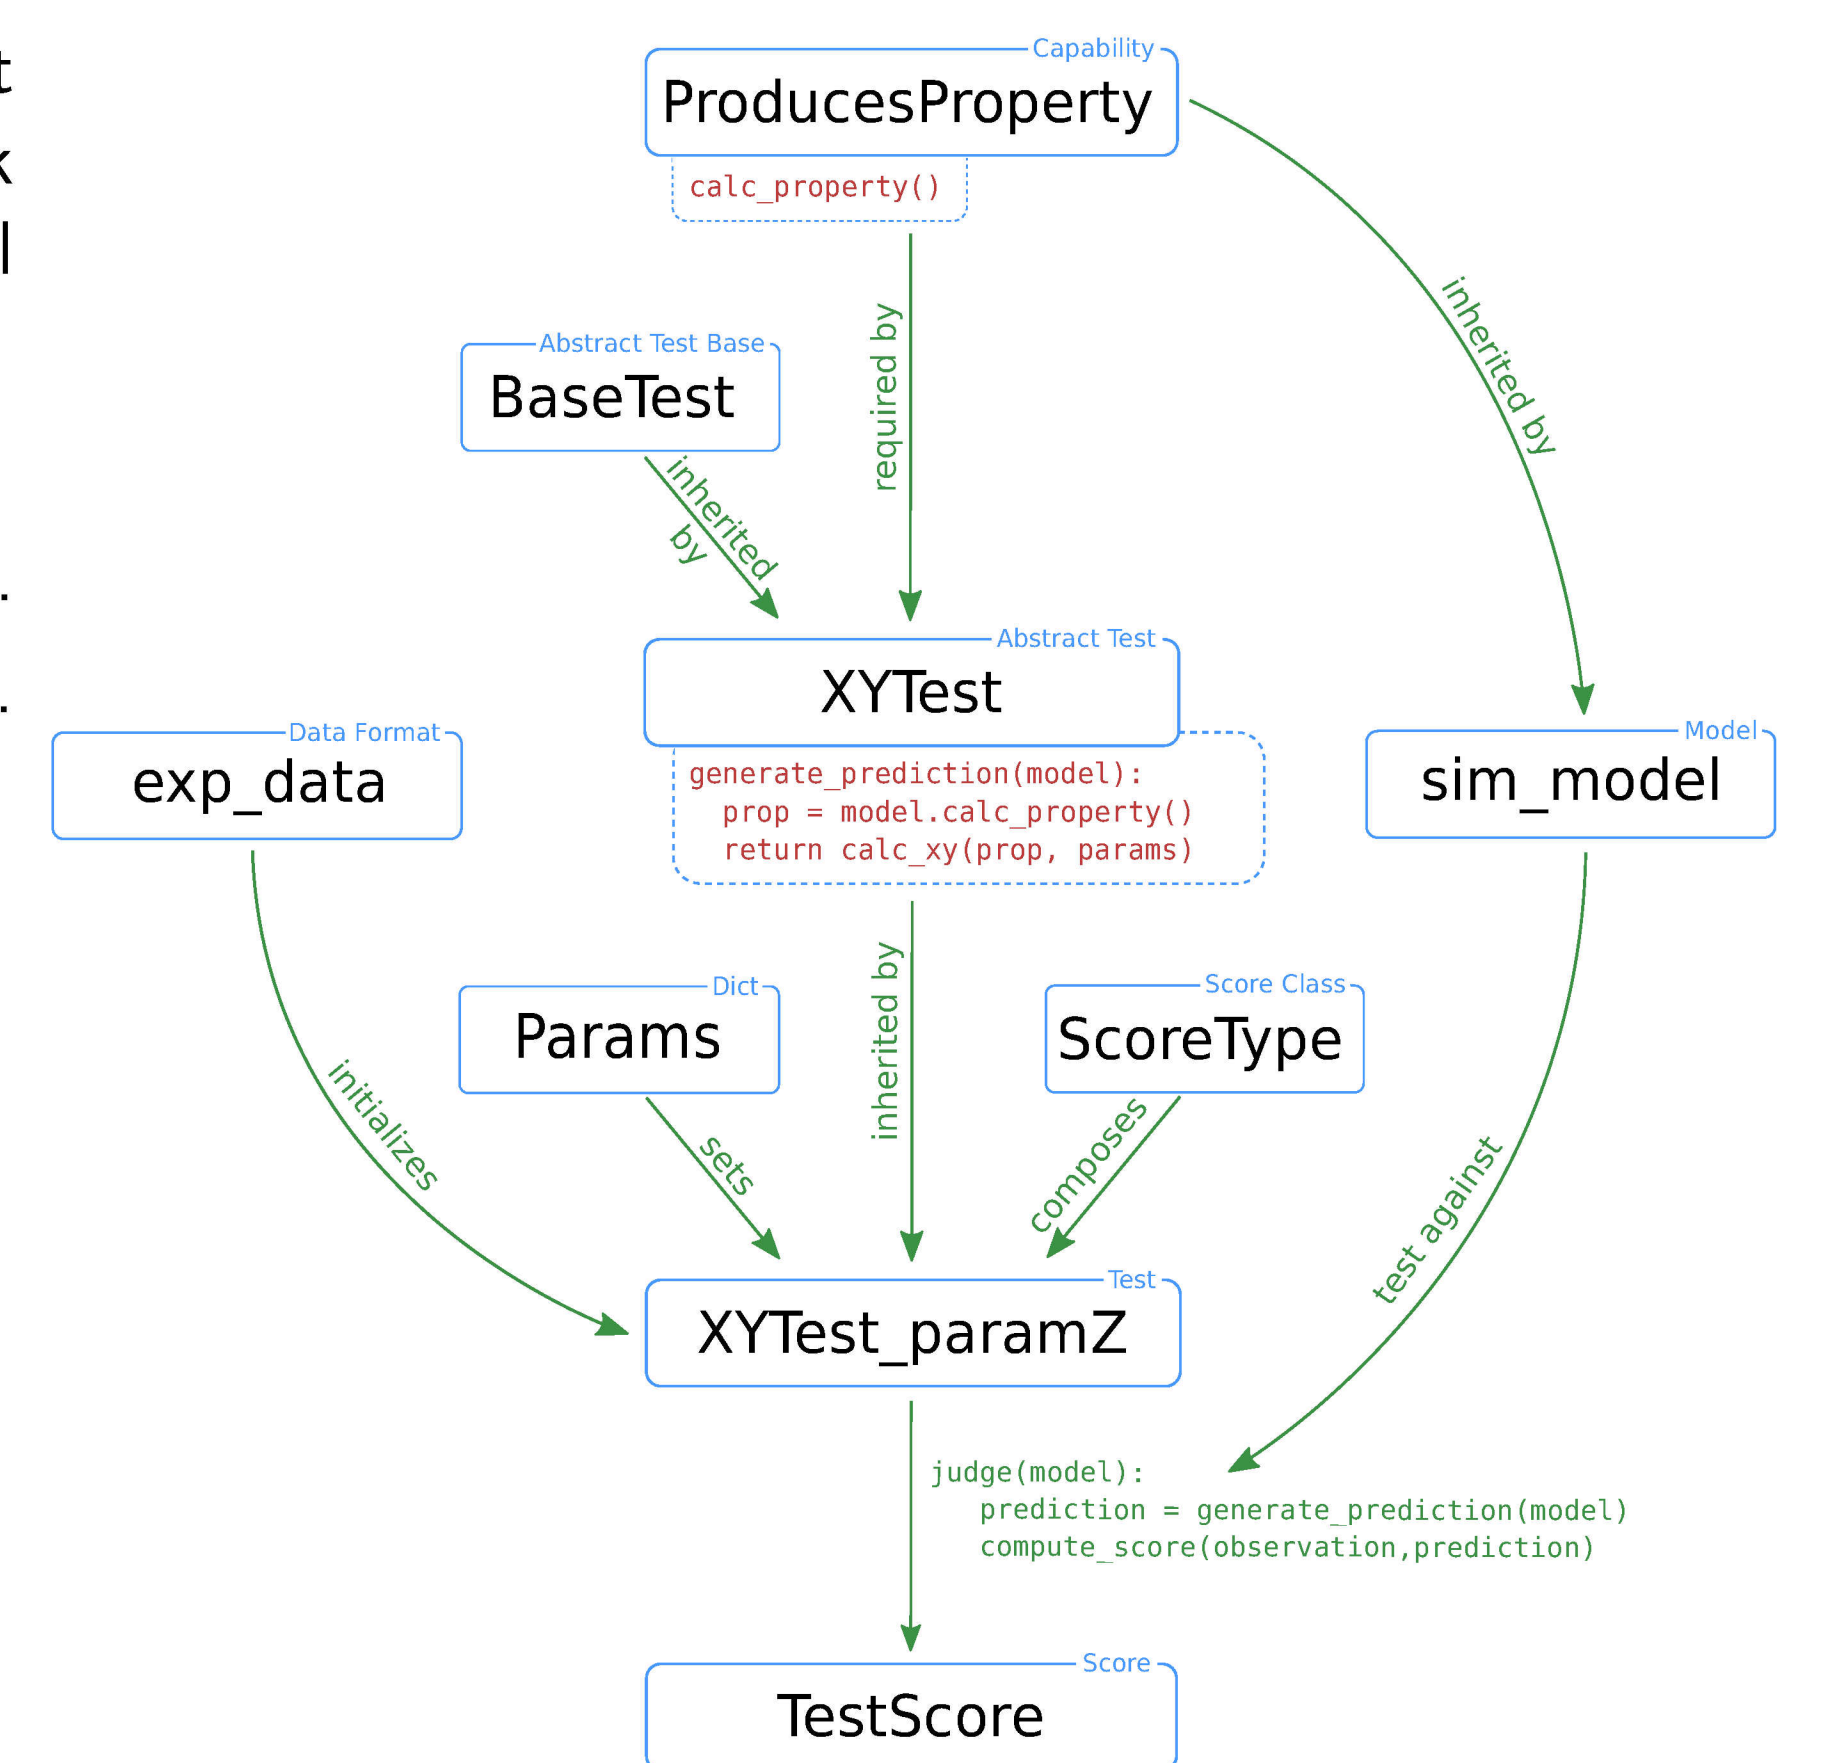 t
k
l
.
.
Capability
ProducesProperty
calc_property()
required by
inherited by
Abstract Test Base
BaseTest
inherited
by
Abstract Test
XYTest
generate_prediction(model):
prop = model.calc_property()
return calc_xy(prop, params)
Data Format
exp_data
Model
sim_model
initializes
Dict
Params
sets
inherited by
Score Class
ScoreType
composes
test against
Test
XYTest_paramZ
judge(model):
prediction = generate_prediction(model)
compute_score(observation,prediction)
Score
TestScore